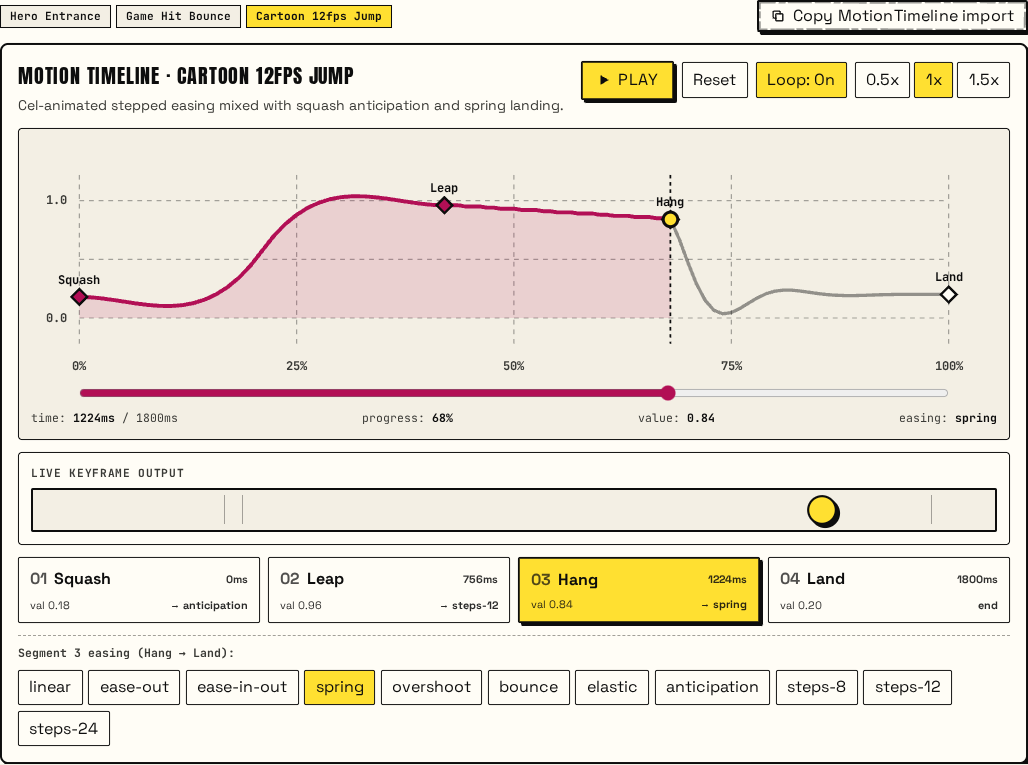 Hero Entrance Game Hit Bounce Cartoon 12fps Jump Copy MotionTimeline import
MOTION TIMELINE · CARTOON 12FPS JUMP
PLAY Reset Loop: On 0.5x 1x 1.5x
Cel-animated stepped easing mixed with squash anticipation and spring landing.
Leap
1.0
Hang
Squash
Land
0.0
0% 25% 50% 75% 100%
time: 1224ms / 1800ms progress: 68% value: 0.84 easing: spring
LIVE KEYFRAME OUTPUT
01 Squash 0ms
val 0.18 → anticipation
02 Leap 756ms
val 0.96 → steps-12
03 Hang 1224ms
val 0.84 → spring
04 Land 1800ms
val 0.20 end
Segment 3 easing (Hang → Land):
linear ease-out ease-in-out spring overshoot bounce elastic anticipation steps-8 steps-12
steps-24